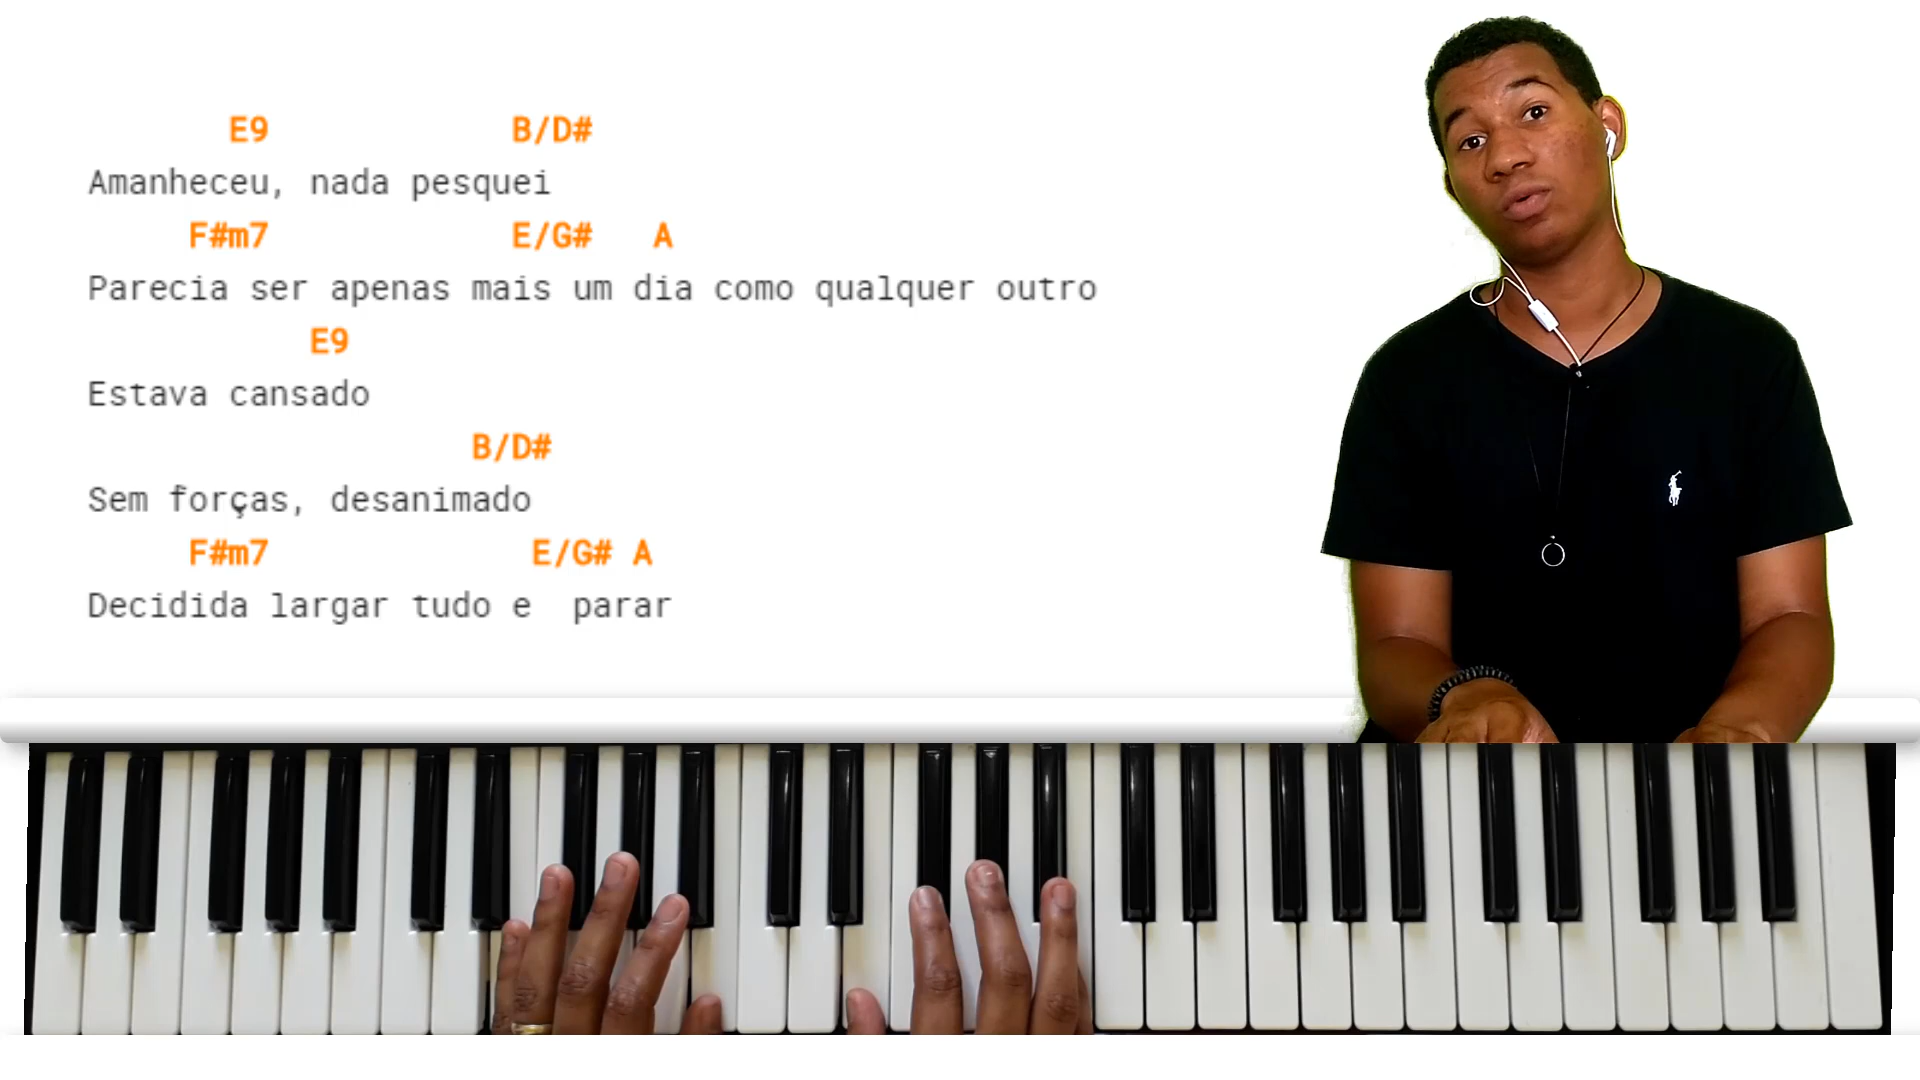 E9 B/D#
Amanheceu, nada pesquei
F#m7 E/G# A
Parecia ser apenas mais um dia como qualquer outro
E9
Estava cansado
B/D#
Sem forças, desanimado
F#m7 E/G# A
Decidida largar tudo e parar